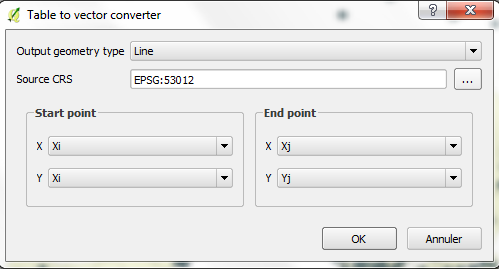 Table to vector converter
Output geometry type Line
Source CRS EPSG:53012 ...
Start point
X Xi
Y Xi
End point
X Xj
Y Yj
OK Annuler